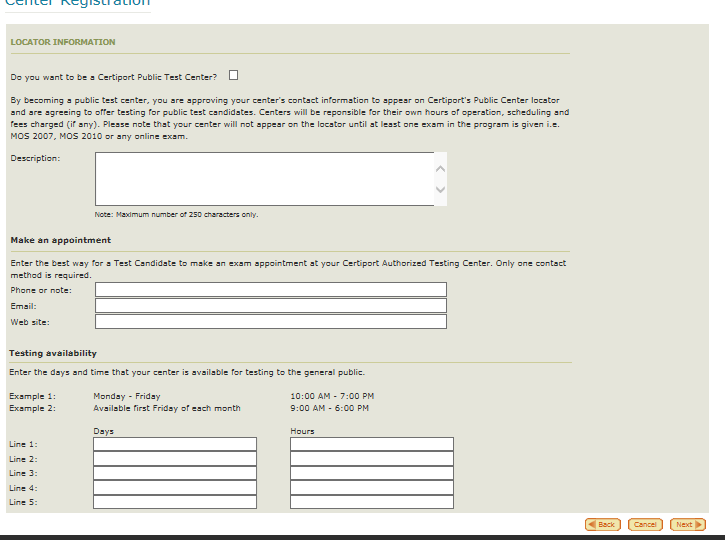 Center Registration
LOCATOR INFORMATION
Do you want to be a Certiport Public Test Center?
By becoming a public test center, you are approving your center's contact information to appear on Certiport's Public Center locator
and are agreeing to offer testing for public test candidates. Centers will be reponsible for their own hours of operation, scheduling and
fees charged (if any). Please note that your center will not appear on the locator until at least one exam in the program is given i.e.
MOS 2007, MOS 2010 or any online exam.
Description:
Note: Maximum number of 250 characters only.
Make an appointment
Enter the best way for a Test Candidate to make an exam appointment at your Certiport Authorized Testing Center. Only one contact
method is required.
Phone or note:
Email:
Web site:
Testing availability
Enter the days and time that your center is available for testing to the general public.
Example 1: Monday - Friday 10:00 AM - 7:00 PM
Example 2: Available first Friday of each month 9:00 AM - 6:00 PM
Days Hours
Line 1:
Line 2:
Line 3:
Line 4:
Line 5:
Back Cancel Next